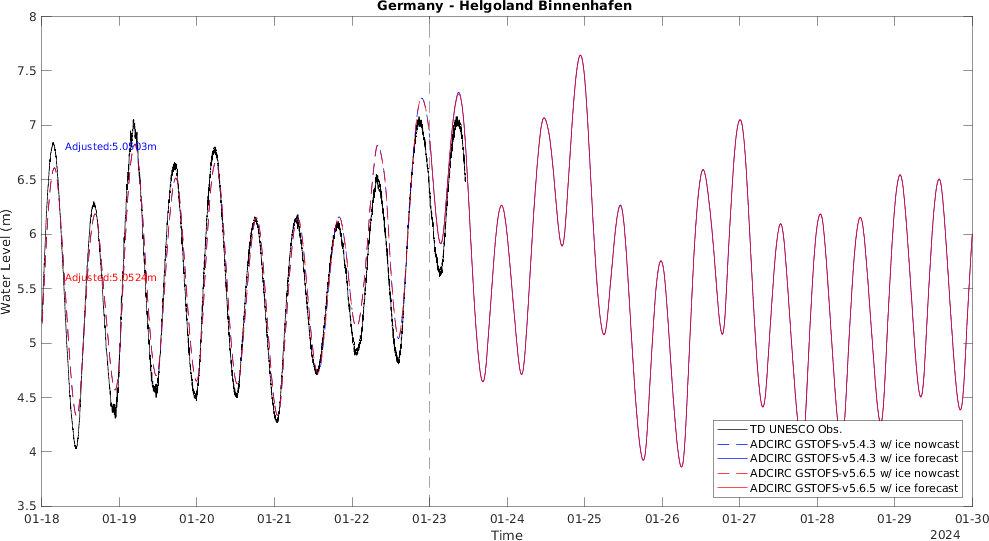 Germany - Helgoland Binnenhafen
8
7.5
7
6.5
6
5.5
5
4.5
4
3.5
Water Level (m)
Adjusted:5.0503m
Adjusted:5.0524m
TD UNESCO Obs.
ADCIRC GSTOFS-v5.4.3 w/ ice nowcast
ADCIRC GSTOFS-v5.4.3 w/ ice forecast
ADCIRC GSTOFS-v5.6.5 w/ ice nowcast
ADCIRC GSTOFS-v5.6.5 w/ ice forecast
01-18 01-19 01-20 01-21 01-22 01-23 01-24 01-25 01-26 01-27 01-28 01-29 01-30
Time
2024